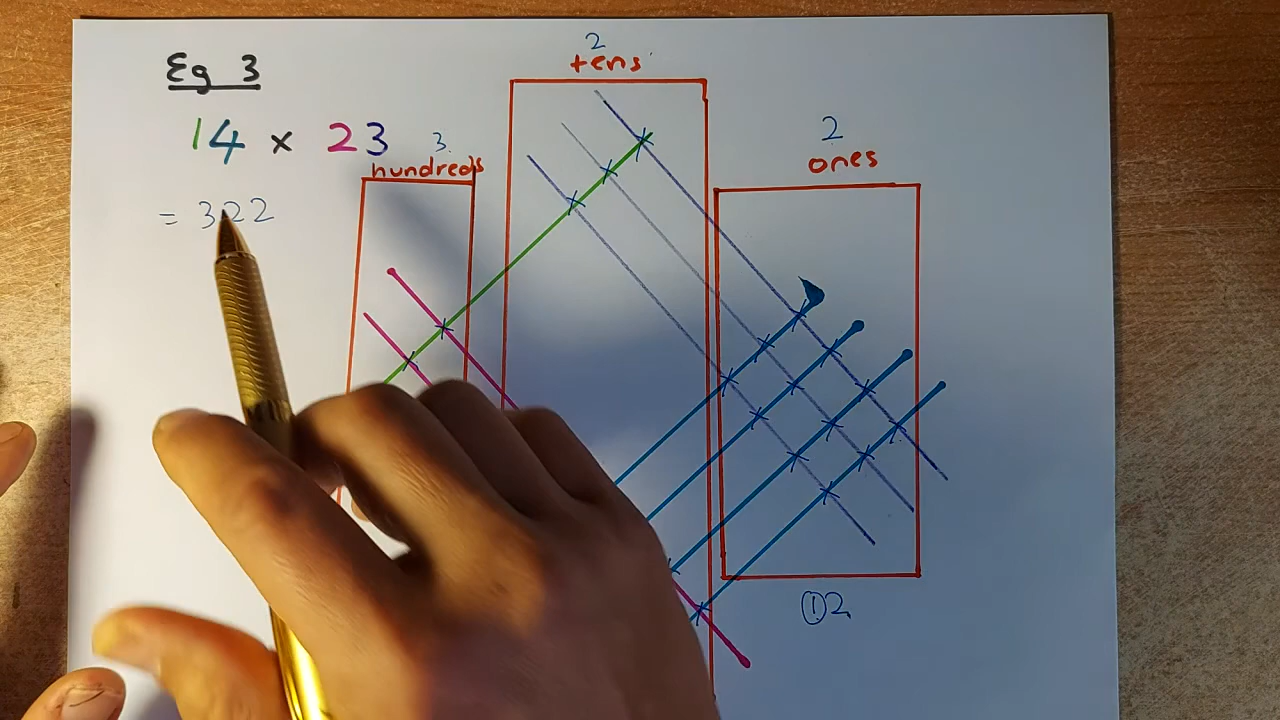 Eg 3
14 x 23
= 322
3.
hundreds
2
tens
2
ones
①2